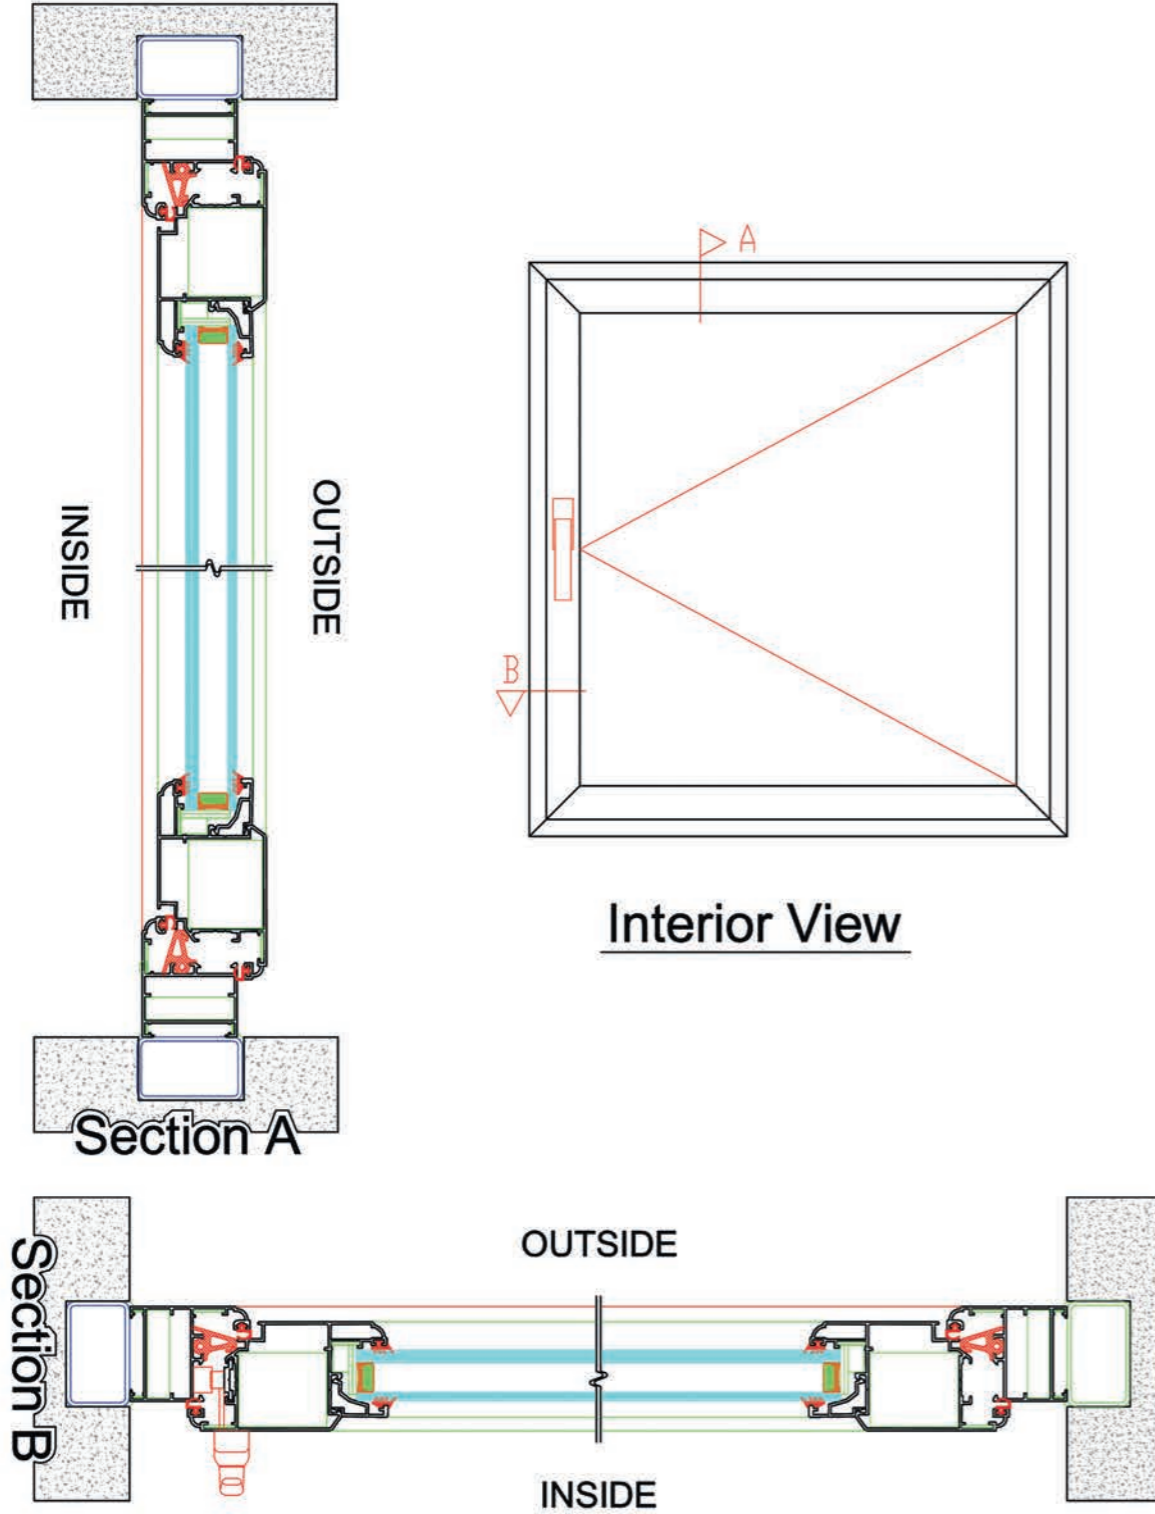 A
INSIDE
OUTSIDE
B
Interior View
Section A
OUTSIDE
Section B
INSIDE